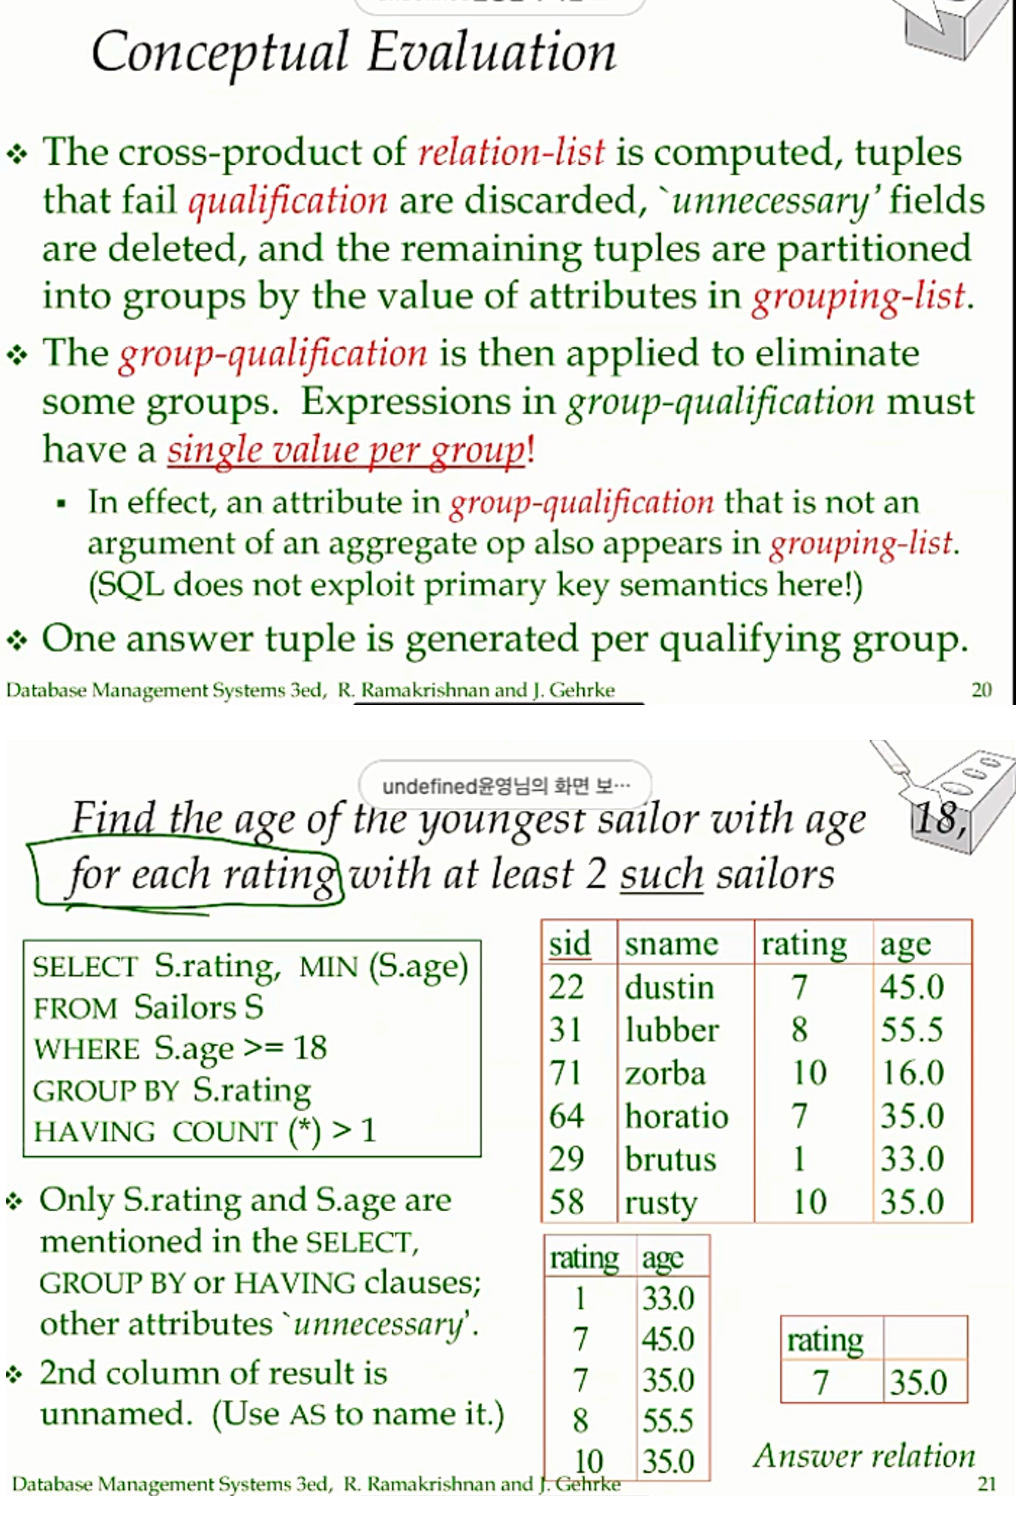 Conceptual Evaluation
❖ The cross-product of relation-list is computed, tuples
that fail qualification are discarded, `unnecessary' fields
are deleted, and the remaining tuples are partitioned
into groups by the value of attributes in grouping-list.
❖ The group-qualification is then applied to eliminate
some groups. Expressions in group-qualification must
have a single value per group!
▪ In effect, an attribute in group-qualification that is not an
argument of an aggregate op also appears in grouping-list.
(SQL does not exploit primary key semantics here!)
❖ One answer tuple is generated per qualifying group.
Database Management Systems 3ed, R. Ramakrishnan and J. Gehrke 20
undefined윤영님의 화면 보…
Find the age of the youngest sailor with age 18,
for each rating with at least 2 such sailors
SELECT S.rating, MIN (S.age)
FROM Sailors S
WHERE S.age >= 18
GROUP BY S.rating
HAVING COUNT (*) > 1
sid sname rating age
22 dustin 7 45.0
31 lubber 8 55.5
71 zorba 10 16.0
64 horatio 7 35.0
29 brutus 1 33.0
58 rusty 10 35.0
❖ Only S.rating and S.age are
mentioned in the SELECT,
GROUP BY or HAVING clauses;
other attributes `unnecessary'.
❖ 2nd column of result is
unnamed. (Use AS to name it.)
rating age
1 33.0
7 45.0
7 35.0
8 55.5
10 35.0
rating
7 35.0
Answer relation
Database Management Systems 3ed, R. Ramakrishnan and J. Gehrke 21